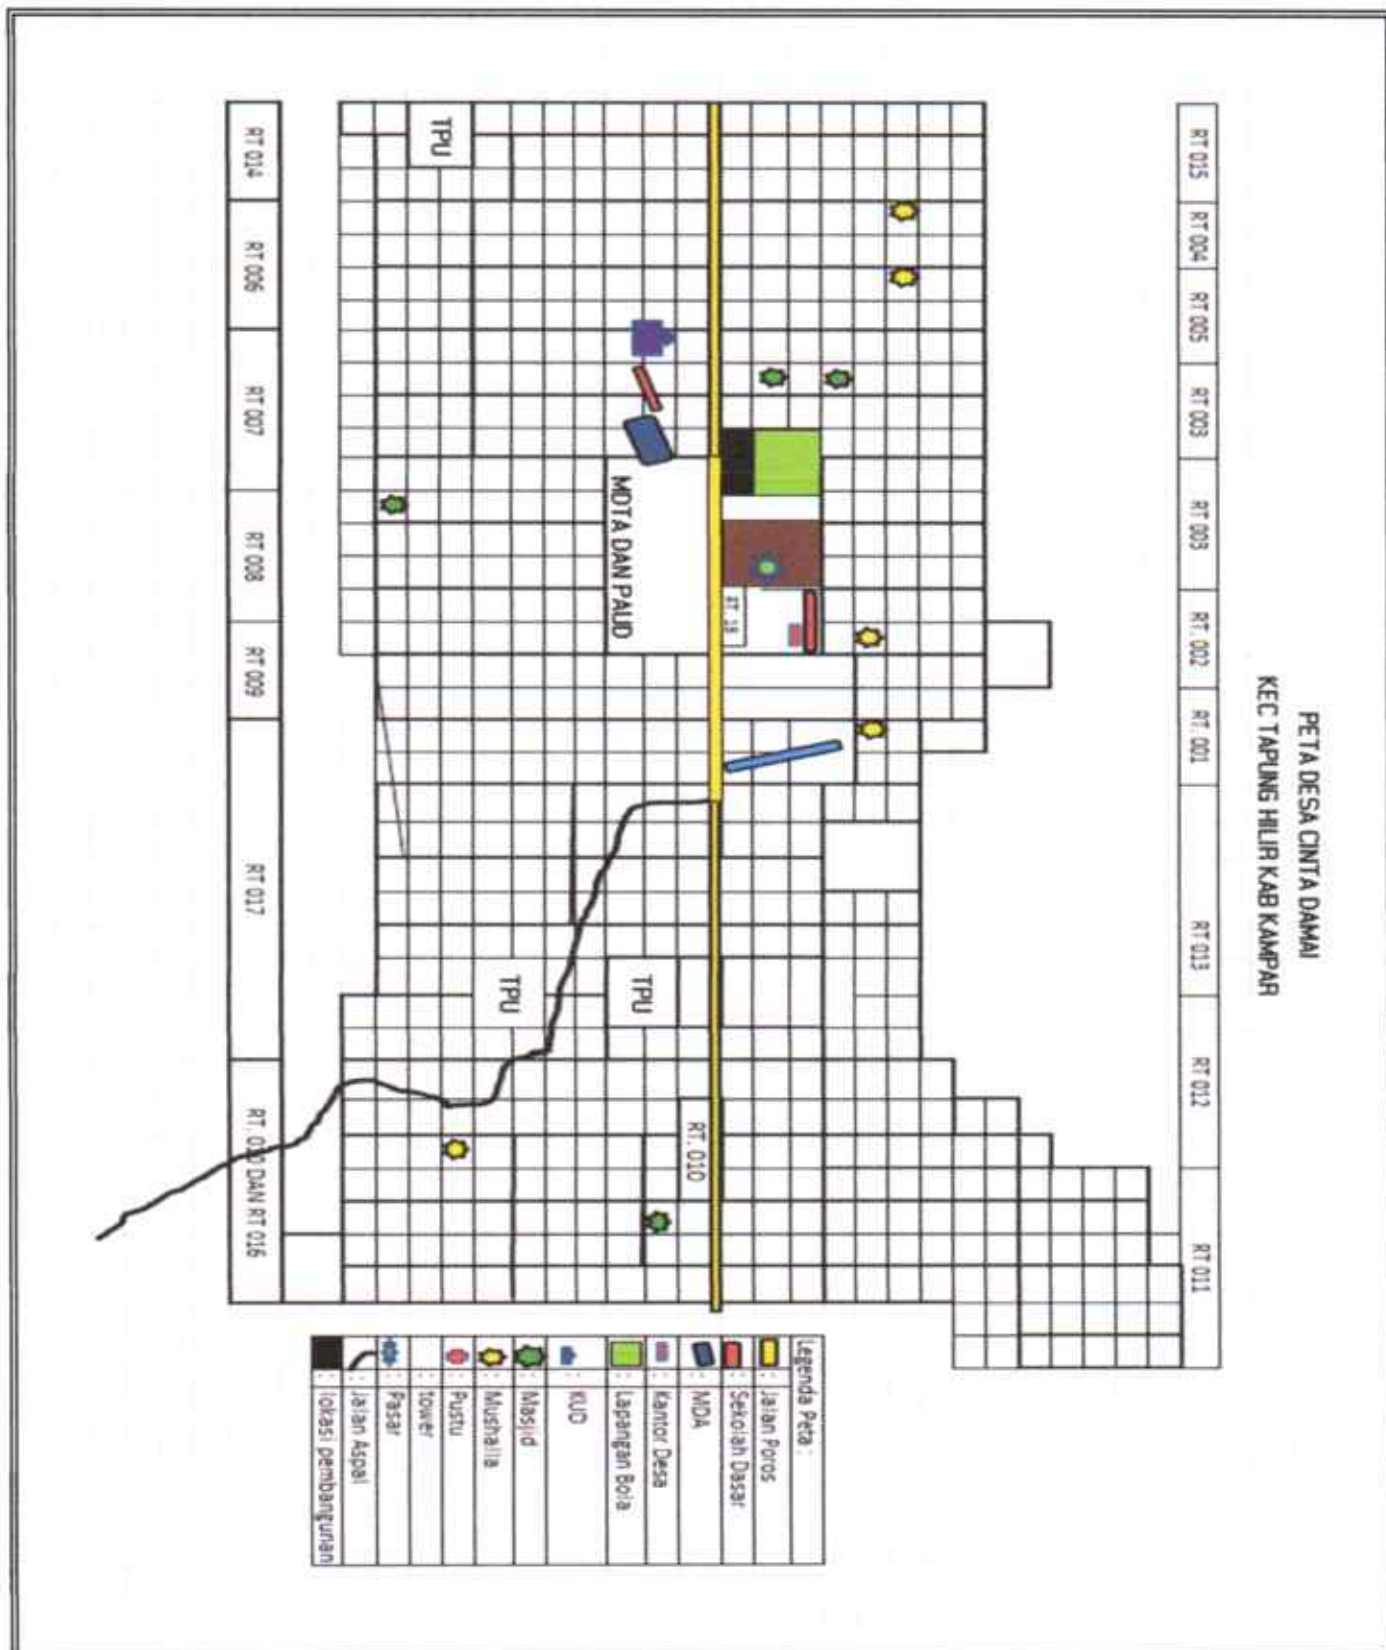 PETA DESA CINTA DAMAI
KEC TAPUNG HILIR KAB KAMPAR
RT 015
RT 004
RT 005
RT 003
RT 003
RT. 002
RT. 001
RT 013
RT 012
RT 011
RT. 18
MDTA DAN PAUD
TPU
TPU
TPU
RT. 010
RT 014
RT 006
RT 007
RT 008
RT 009
RT 017
RT. 010 DAN RT 016
Legenda Peta :
: Jalan Poros
: Sekolah Dasar
: MDA
: Kantor Desa
: Lapangan Bola
: KUD
: Masjid
: Mushalla
: Pustu
: tower
: Pasar
: Jalan Aspal
: lokasi pembangunan